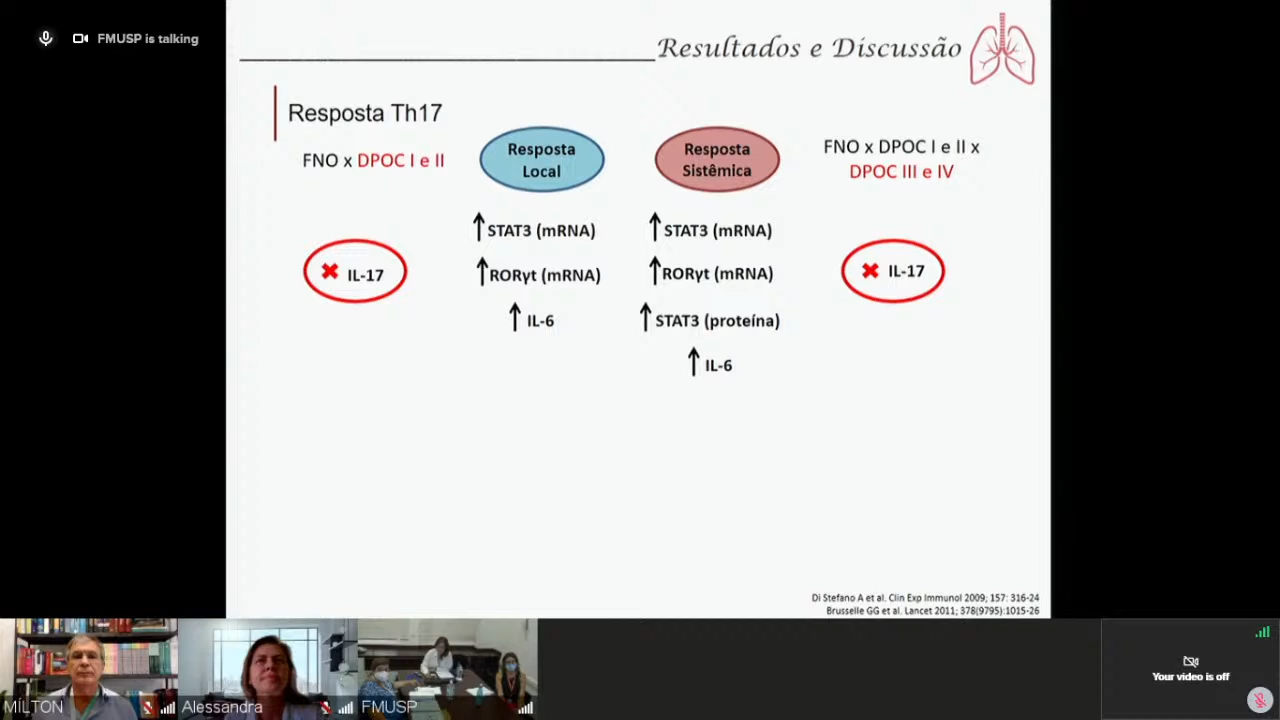 FMUSP is talking
Resultados e Discussão
Resposta Th17
FNO x DPOC I e II
Resposta
Local
Resposta
Sistêmica
FNO x DPOC I e II x
DPOC III e IV
↑ STAT3 (mRNA)
↑ RORγt (mRNA)
↑ IL-6
↑ STAT3 (mRNA)
↑ RORγt (mRNA)
↑ STAT3 (proteína)
↑ IL-6
✖ IL-17
✖ IL-17
Di Stefano A et al. Clin Exp Immunol 2009; 157: 316-24
Brusselle GG et al. Lancet 2011; 378(9795):1015-26
MILTON
Alessandra
FMUSP
Your video is off